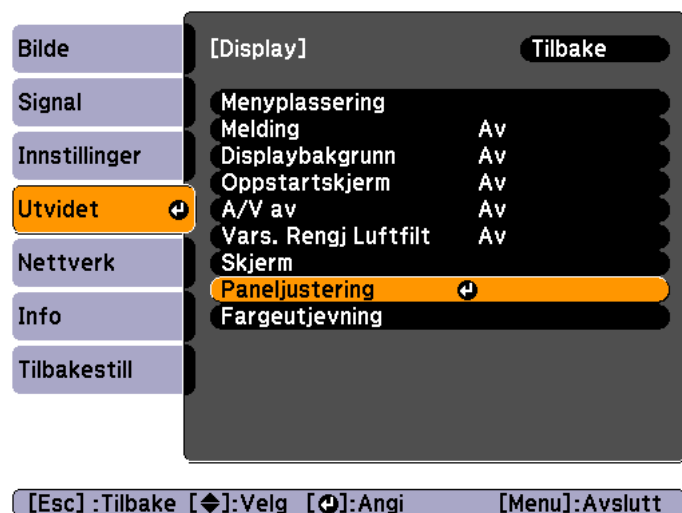 Bilde
Signal
Innstillinger
Utvidet
Nettverk
Info
Tilbakestill
[Display] Tilbake
Menyplassering
Melding Av
Displaybakgrunn Av
Oppstartskjerm Av
A/V av Av
Vars. Rengj Luftfilt Av
Skjerm
Paneljustering
Fargeutjevning
[Esc] :Tilbake [◆]:Velg [⏎]:Angi [Menu]:Avslutt